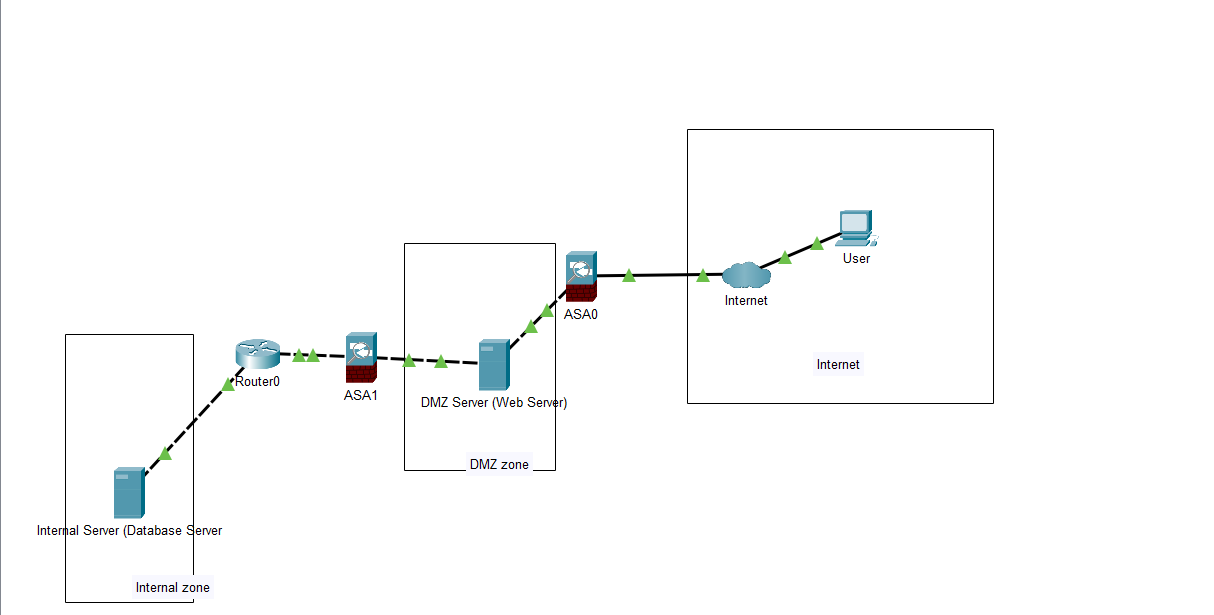 User
Internet
ASA0
Internet
Router0
ASA1
DMZ Server (Web Server)
DMZ zone
Internal Server (Database Server
Internal zone